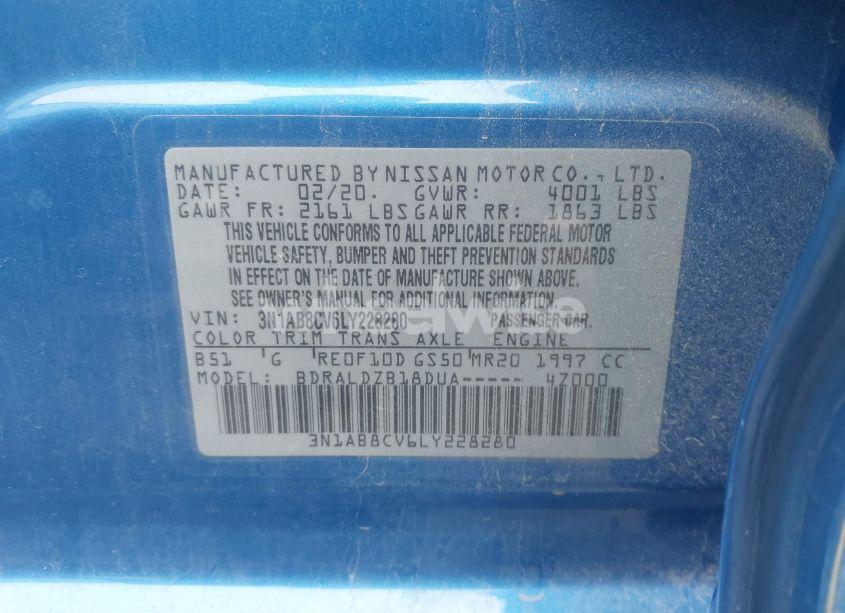 MANUFACTURED BY NISSAN MOTOR CO., LTD.
DATE: 02/20. GVWR: 4001 LBS
GAWR FR: 2161 LBS GAWR RR: 1863 LBS
THIS VEHICLE CONFORMS TO ALL APPLICABLE FEDERAL MOTOR
VEHICLE SAFETY, BUMPER AND THEFT PREVENTION STANDARDS
IN EFFECT ON THE DATE OF MANUFACTURE SHOWN ABOVE.
SEE OWNER'S MANUAL FOR ADDITIONAL INFORMATION.
VIN: 3N1AB8CV6LY228280 PASSENGER CAR.
COLOR TRIM TRANS AXLE ENGINE
B51 G RE0F10D GS50 MR20 1997 CC
MODEL: BDRALDZB18DUA----- 4Z000
3N1AB8CV6LY228280